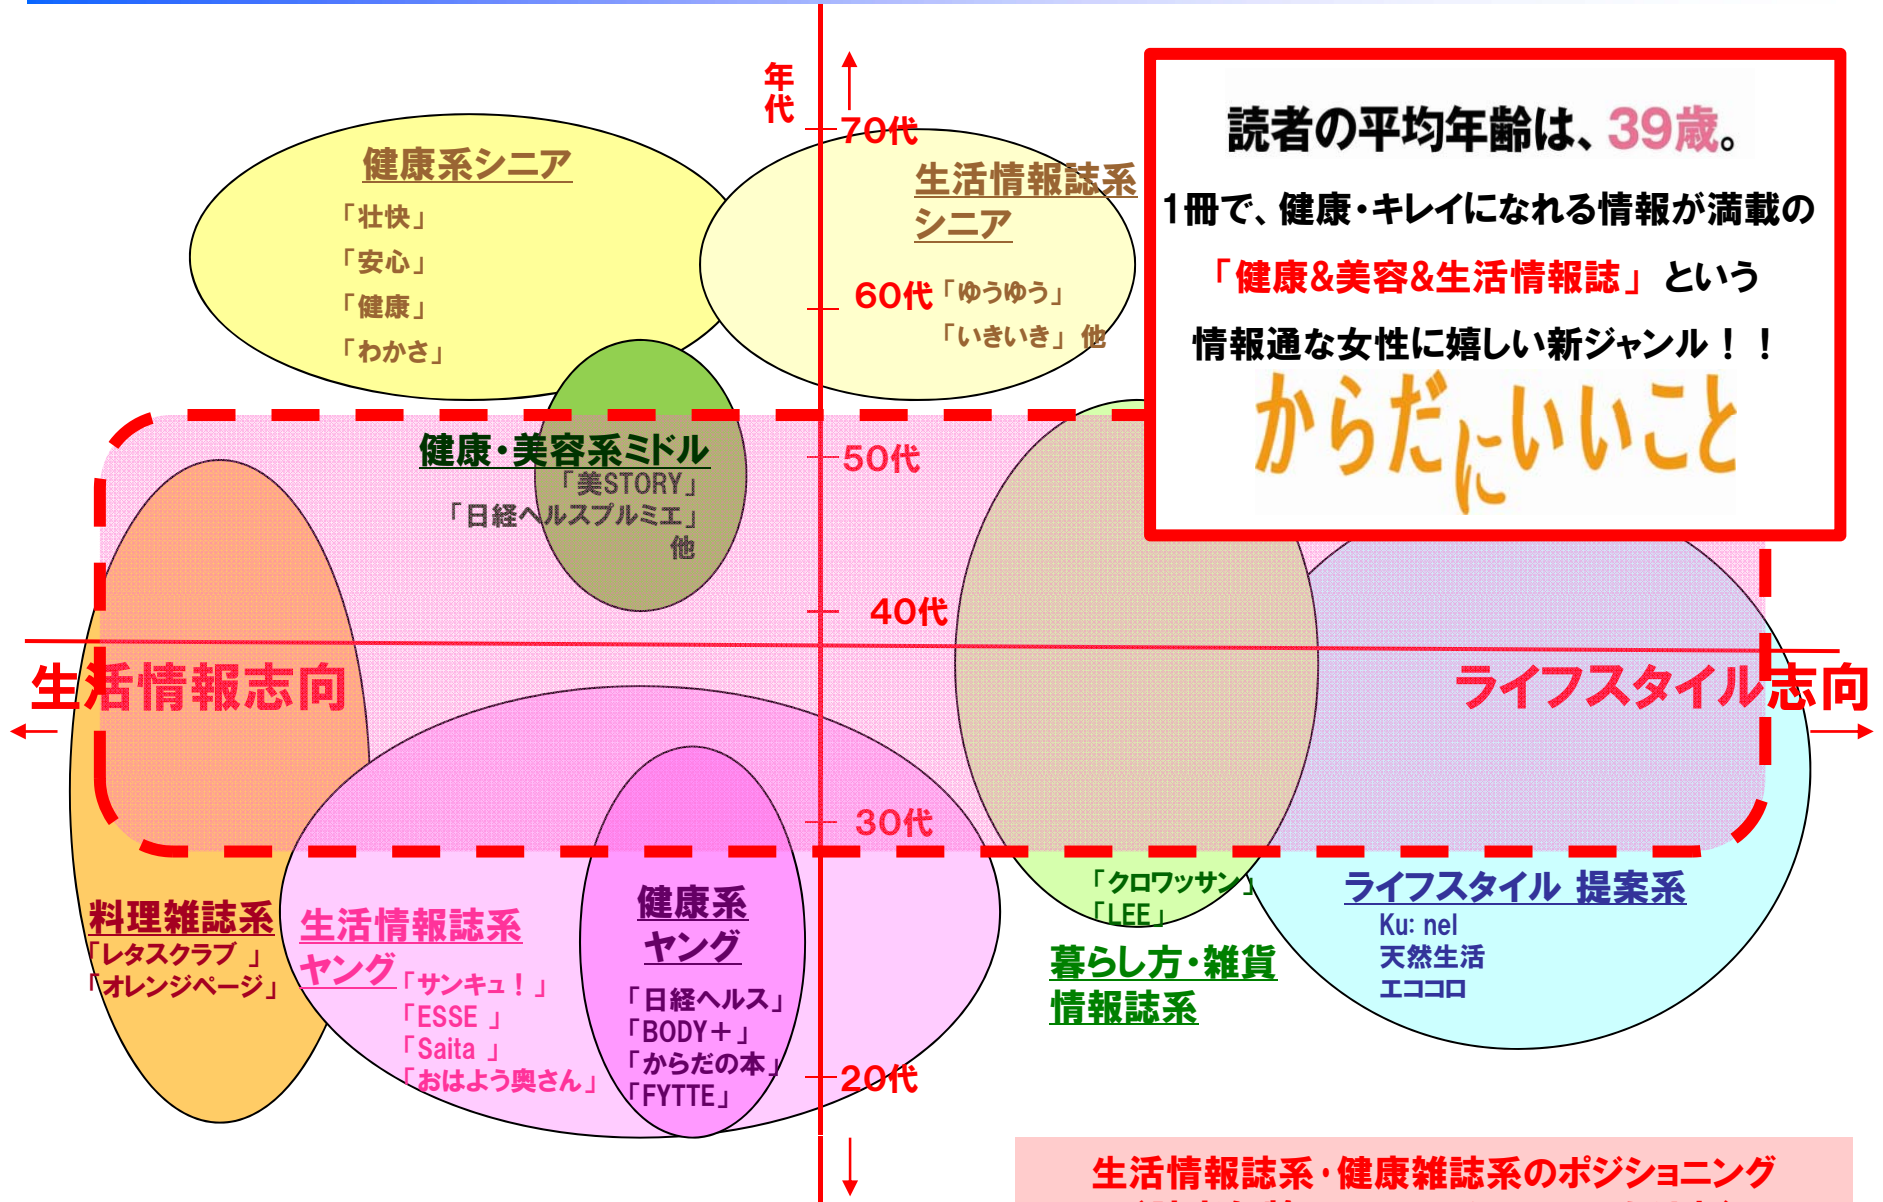 年代
70代
健康系シニア
「壮快」
「安心」
「健康」
「わかさ」
生活情報誌系
シニア
60代
「ゆうゆう」
「いきいき」他
読者の平均年齢は、39歳。
1冊で、健康・キレイになれる情報が満載の
「健康&美容&生活情報誌」という
情報通な女性に嬉しい新ジャンル！！
からだにいいこと
健康・美容系ミドル
「美STORY」
「日経ヘルスプルミエ」
他
50代
40代
生活情報志向
ライフスタイル志向
30代
料理雑誌系
「レタスクラブ 」
「オレンジページ」
生活情報誌系
ヤング
「サンキュ！」
「ESSE 」
「Saita 」
「おはよう奥さん」
健康系
ヤング
「日経ヘルス」
「BODY＋」
「からだの本」
「FYTTE」
20代
「クロワッサン」
「LEE」
暮らし方・雑貨
情報誌系
ライフスタイル 提案系
Ku: nel
天然生活
エココロ
生活情報誌系・健康雑誌系のポジショニング